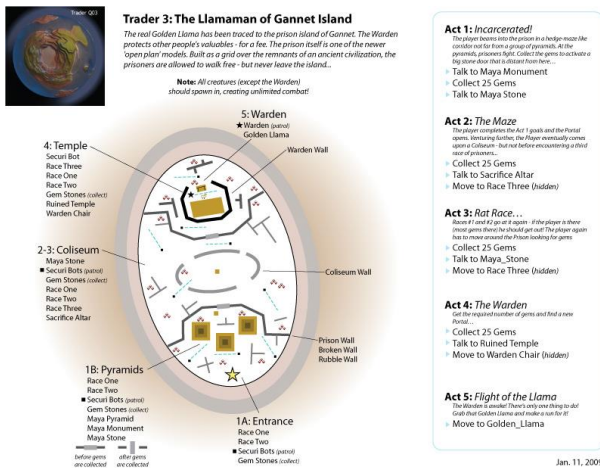 Trader Q03
Trader 3: The Llamaman of Gannet Island
The real Golden Llama has been traced to the prison island of Gannet. The Warden
protects other people's valuables - for a fee. The prison itself is one of the newer
'open plan' models. Built as a grid over the remnants of an ancient civilization, the
prisoners are allowed to walk free - but never leave the island...
Note: All creatures (except the Warden)
should spawn in, creating unlimited combat!
5: Warden
★Warden (patrol)
Golden Llama
Warden Wall
4: Temple
Securi Bot
Race Three
Race One
Race Two
Gem Stones (collect)
Ruined Temple
Warden Chair
2-3: Coliseum
Maya Stone
■ Securi Bots (patrol)
Gem Stones (collect)
Race One
Race Two
Race Three
Sacrifice Altar
Coliseum Wall
Prison Wall
Broken Wall
Rubble Wall
1B: Pyramids
Race One
Race Two
■ Securi Bots (patrol)
Gem Stones (collect)
Maya Pyramid
Maya Monument
Maya Stone
1A: Entrance
Race One
Race Two
■ Securi Bots (patrol)
Gem Stones (collect)
before gems
are collected
after gems
are collected
Act 1: Incarcerated!
The player beams into the prison in a hedge-maze like
corridor not far from a group of pyramids. At the
pyramids, prisoners fight. Collect the gems to activate a
big stone door that is distant from here...
Talk to Maya Monument
Collect 25 Gems
Talk to Maya Stone
Act 2: The Maze
The player completes the Act 1 goals and the Portal
opens. Venturing further, the Player eventually comes
upon a Coliseum - but not before encountering a third
race of prisoners...
Collect 25 Gems
Talk to Sacrifice Altar
Move to Race Three (hidden)
Act 3: Rat Race...
Races #1 and #2 go at it again - if the player is there
(most gems there) he should get out! The player again
has to move around the Prison looking for gems
Collect 25 Gems
Talk to Maya_Stone
Move to Race Three (hidden)
Act 4: The Warden
Get the required number of gems and find a new
Portal...
Collect 25 Gems
Talk to Ruined Temple
Move to Warden Chair (hidden)
Act 5: Flight of the Llama
The Warden is awake! There's only one thing to do!
Grab that Golden Llama and make a run for it!
Move to Golden_Llama
Jan. 11, 2009